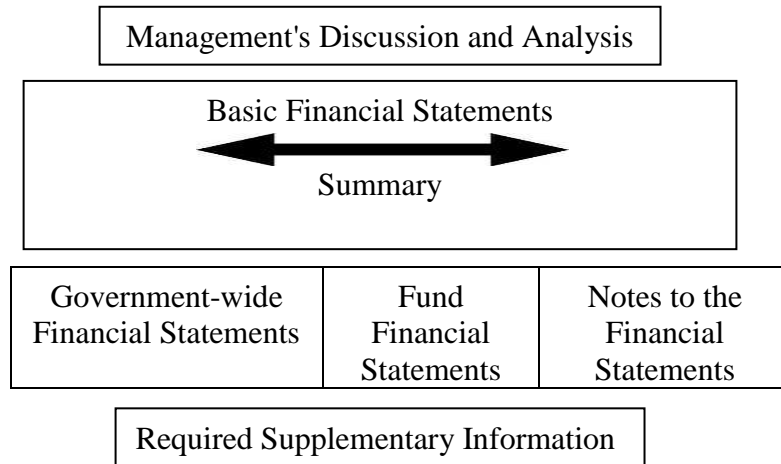 Management's Discussion and Analysis
Basic Financial Statements
Summary
Government-wide
Financial Statements
Fund
Financial
Statements
Notes to the
Financial
Statements
Required Supplementary Information